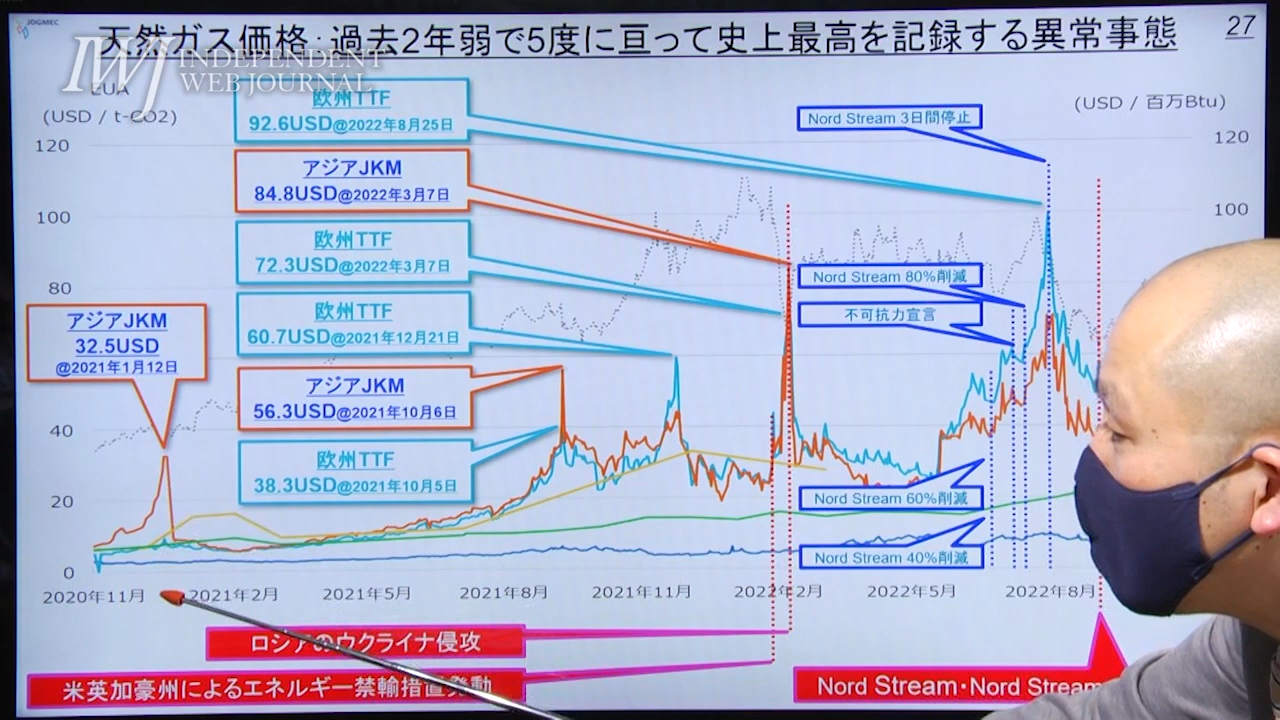 JOGMEC
天然ガス価格:過去2年弱で5度に亘って史上最高を記録する異常事態
27
IWJ INDEPENDENT
WEB JOURNAL
EUA
(USD / t-CO2)
(USD / 百万Btu)
120
100
80
60
40
20
0
120
100
欧州TTF
92.6USD@2022年8月25日
アジアJKM
84.8USD@2022年3月7日
欧州TTF
72.3USD@2022年3月7日
欧州TTF
60.7USD@2021年12月21日
アジアJKM
56.3USD@2021年10月6日
欧州TTF
38.3USD@2021年10月5日
アジアJKM
32.5USD
@2021年1月12日
Nord Stream 3日間停止
Nord Stream 80%削減
不可抗力宣言
Nord Stream 60%削減
Nord Stream 40%削減
2020年11月
2021年2月
2021年5月
2021年8月
2021年11月
2022年2月
2022年5月
2022年8月
ロシアのウクライナ侵攻
米英加豪州によるエネルギー禁輸措置発動
Nord Stream・Nord Stream